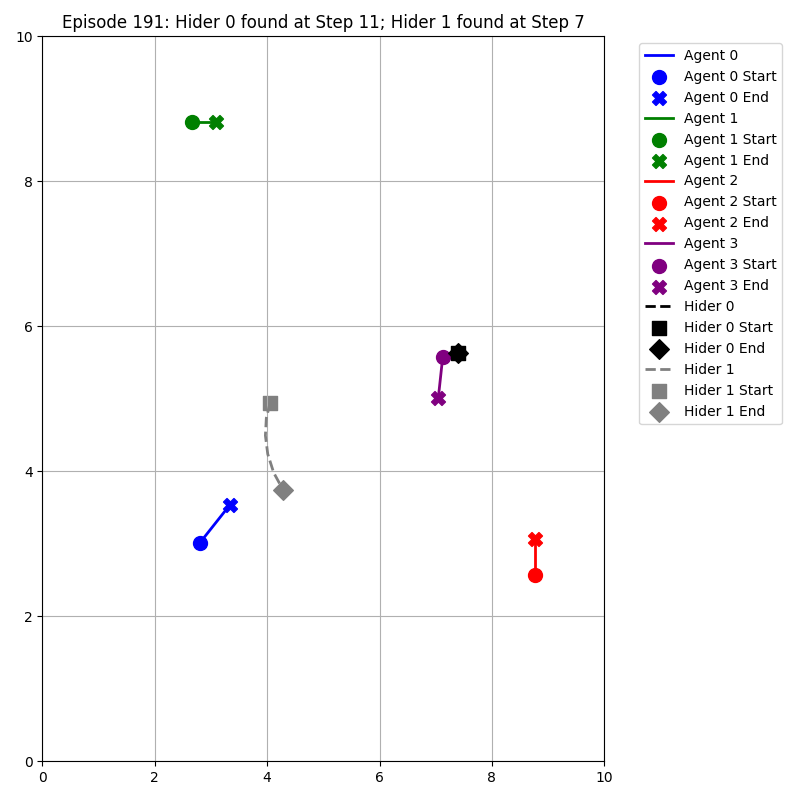 Episode 191: Hider 0 found at Step 11; Hider 1 found at Step 7
10
8
6
4
2
0
0 2 4 6 8 10
Agent 0
Agent 0 Start
Agent 0 End
Agent 1
Agent 1 Start
Agent 1 End
Agent 2
Agent 2 Start
Agent 2 End
Agent 3
Agent 3 Start
Agent 3 End
Hider 0
Hider 0 Start
Hider 0 End
Hider 1
Hider 1 Start
Hider 1 End